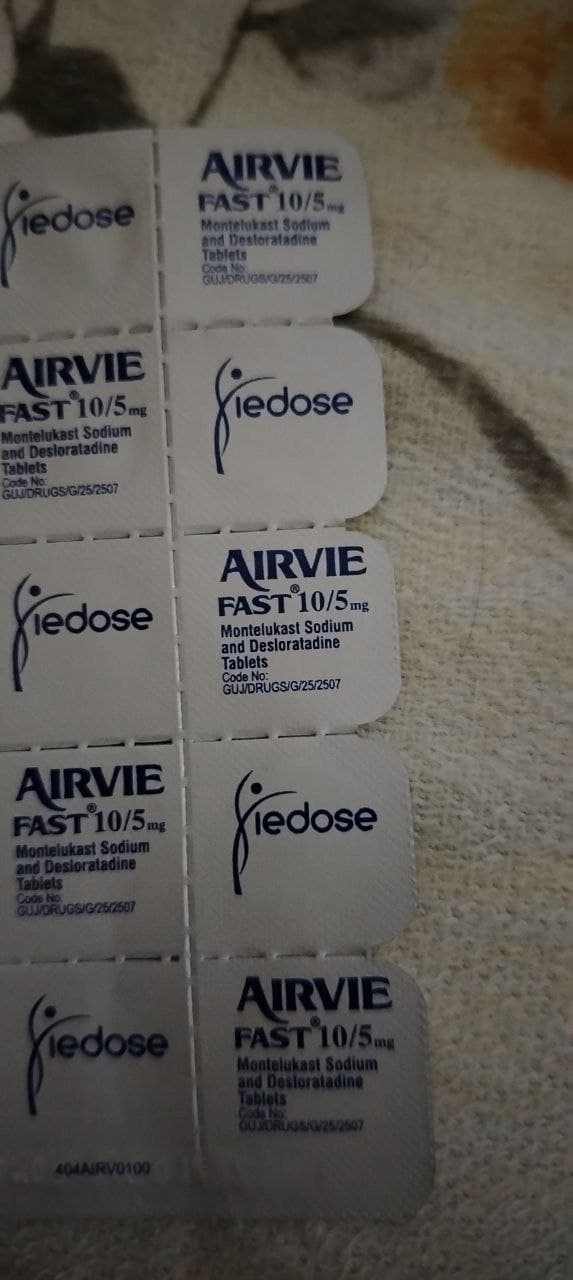 iedose
AIRVIE
FAST® 10/5mg
Montelukast Sodium
and Desloratadine
Tablets
Code No:
GUJ/DRUGS/G/25/2507
AIRVIE
FAST® 10/5mg
Montelukast Sodium
and Desloratadine
Tablets
Code No:
GUJ/DRUGS/G/25/2507
iedose
iedose
AIRVIE
FAST® 10/5mg
Montelukast Sodium
and Desloratadine
Tablets
Code No:
GUJ/DRUGS/G/25/2507
AIRVIE
FAST® 10/5mg
Montelukast Sodium
and Desloratadine
Tablets
Code No:
GUJ/DRUGS/G/25/2507
iedose
iedose
AIRVIE
FAST® 10/5mg
Montelukast Sodium
and Desloratadine
Tablets
Code No:
GUJ/DRUGS/G/25/2507
404AIRV0100